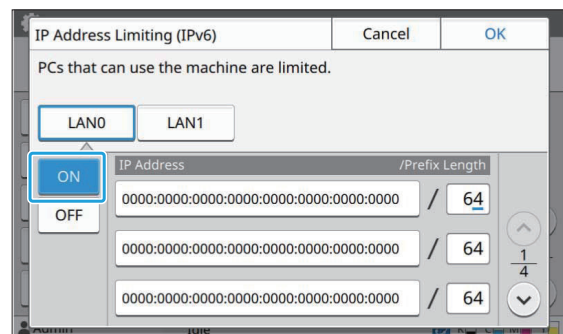 IP Address Limiting (IPv6) Cancel OK
PCs that can use the machine are limited.
LAN0 LAN1
ON
IP Address /Prefix Length
0000:0000:0000:0000:0000:0000:0000:0000 / 64
OFF
0000:0000:0000:0000:0000:0000:0000:0000 / 64
1
4
0000:0000:0000:0000:0000:0000:0000:0000 / 64
Admin Idle